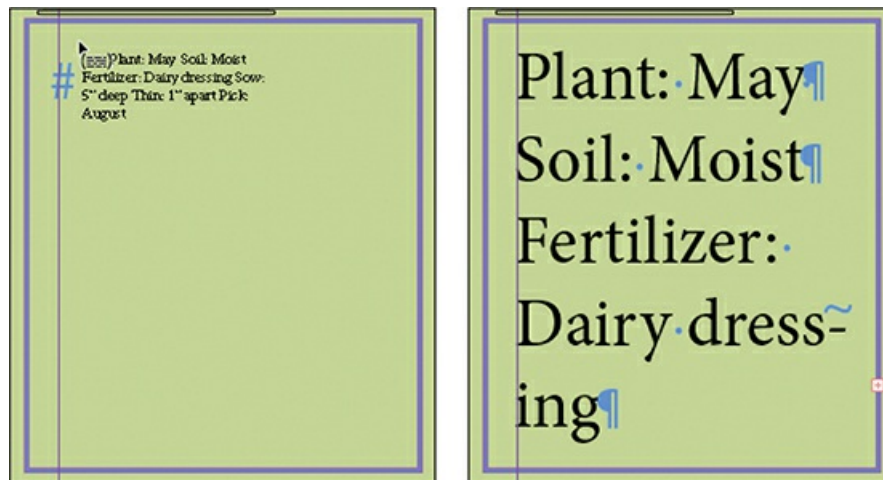 Plant: May Soil: Moist
Fertilizer: Dairy dressing Sow:
5" deep Thin: 1" apart Pick:
August
#
Plant: May¶
Soil: Moist¶
Fertilizer:
Dairy dress-
ing¶